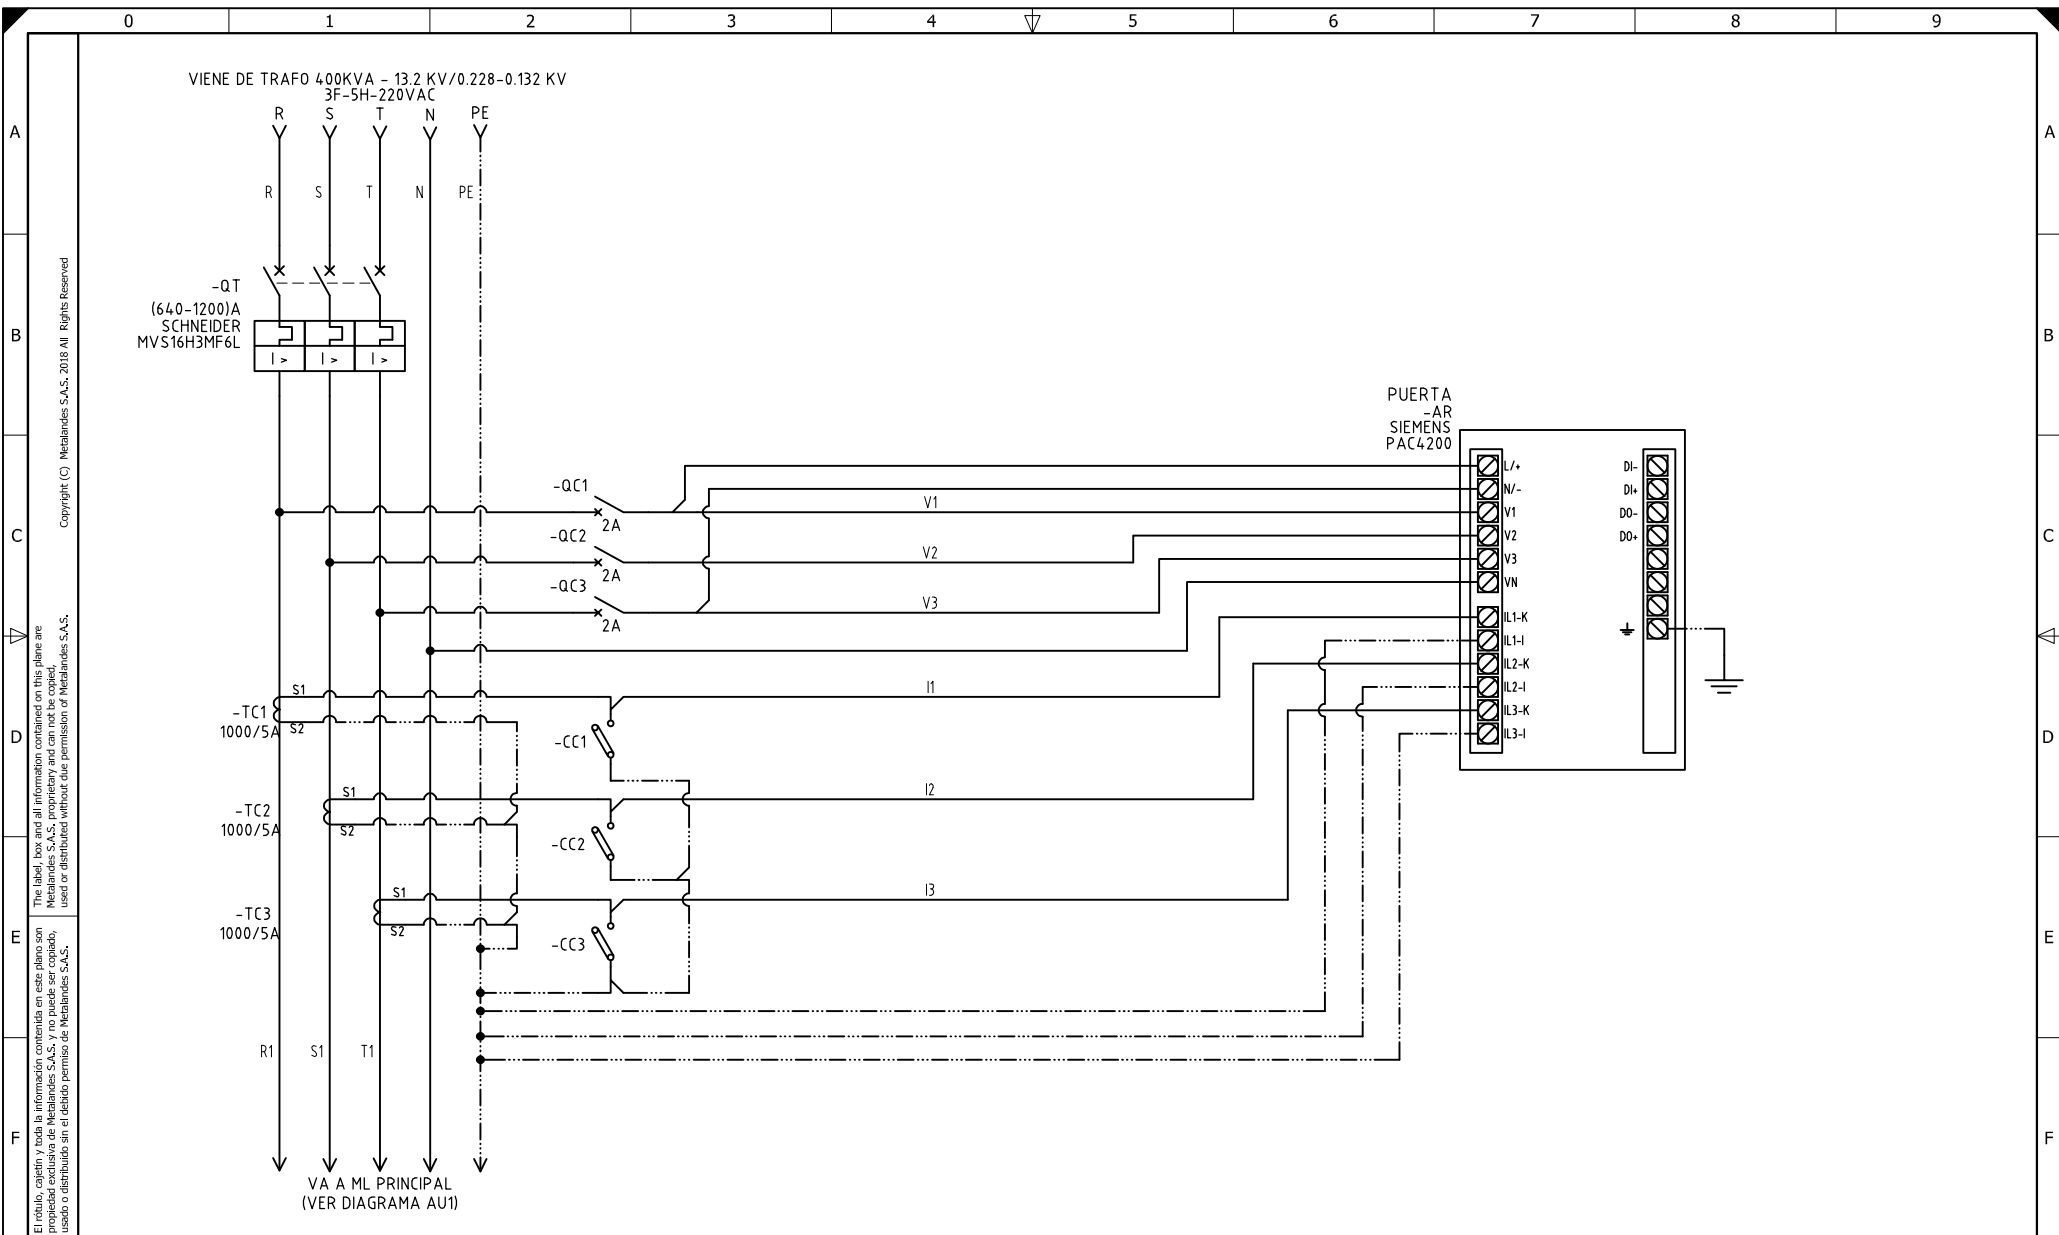 0 1 2 3 4 5 6 7 8 9
VIENE DE TRAFO 400KVA - 13.2 KV/0.228-0.132 KV
3F-5H-220VAC
R S T N PE
A A
R S T N PE
-QT
(640-1200)A
SCHNEIDER
MVS16H3MF6L
I > I > I >
B B
PUERTA
-AR
SIEMENS
PAC4200
L/+
N/-
V1
V2
V3
VN
IL1-K
IL1-I
IL2-K
IL2-I
IL3-K
IL3-I
DI-
DI+
DO-
DO+
-QC1
2A
V1
-QC2
2A
V2
-QC3
2A
V3
C C
S1
S2
-TC1
1000/5A
I1
-CC1
D D
S1
S2
-TC2
1000/5A
I2
-CC2
S1
S2
-TC3
1000/5A
I3
-CC3
E E
R1 S1 T1
F F
VA A ML PRINCIPAL
(VER DIAGRAMA AU1)
Copyright (C) Metalandes S.A.S. 2018 All Rights Reserved
The label, box and all information contained on this plane are
Metalandes S.A.S. proprietary and can not be copied,
used or distributed without due permission of Metalandes S.A.S.
El rótulo, cajetín y toda la información contenida en este plano son
propiedad exclusiva de Metalandes S.A.S. y no puede ser copiado,
usado o distribuido sin el debido permiso de Metalandes S.A.S.